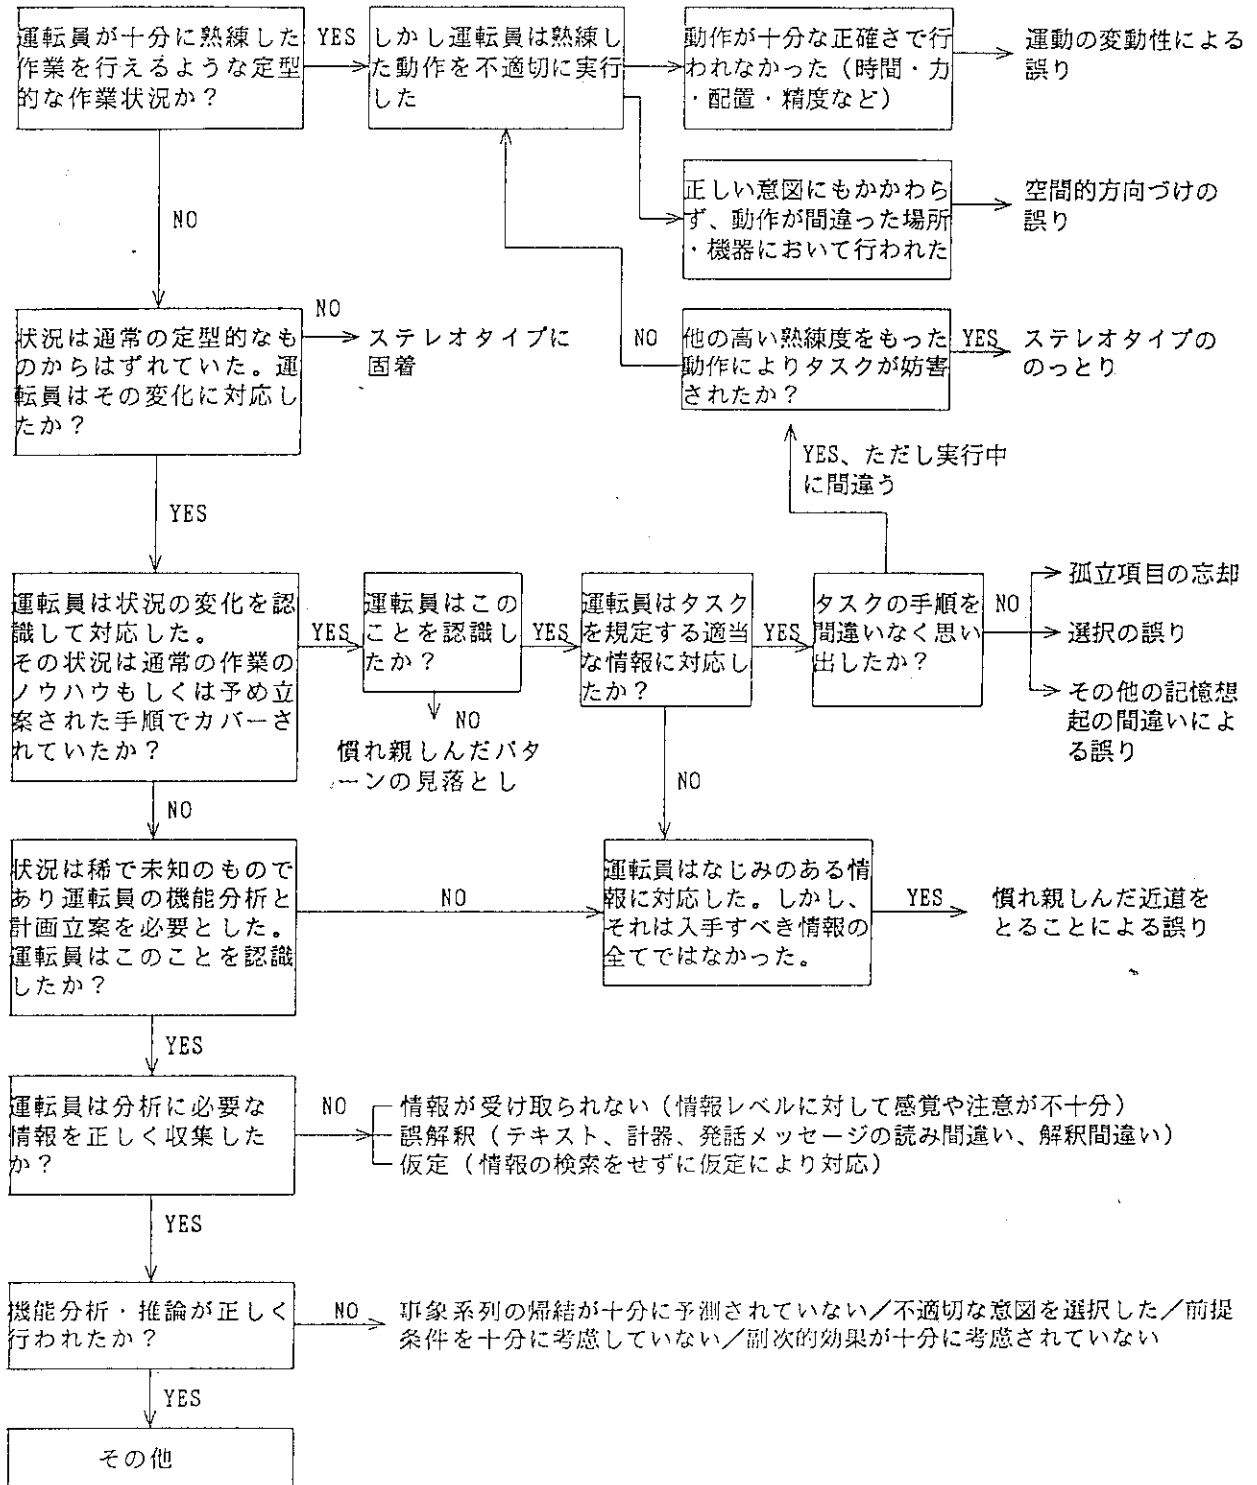 運転員が十分に熟練した
作業を行えるような定型
的な作業状況か?
YES
しかし運転員は熟練し
た動作を不適切に実行
した
動作が十分な正確さで行
われなかった(時間・力
・配置・精度など)
運動の変動性による
誤り
正しい意図にもかかわら
ず、動作が間違った場所
・機器において行われた
空間的方向づけの
誤り
NO
状況は通常の定型的なも
のからはずれていた。運
転員はその変化に対応し
たか?
NO
ステレオタイプに
固着
NO
他の高い熟練度をもった
動作によりタスクが妨害
されたか?
YES
ステレオタイプの
のっとり
YES、ただし実行中
に間違う
YES
運転員は状況の変化を認
識して対応した。
その状況は通常の作業の
ノウハウもしくは予め立
案された手順でカバーさ
れていたか?
YES
運転員はこの
ことを認識し
たか?
YES
運転員はタスク
を規定する適当
な情報に対応し
たか?
YES
タスクの手順を
間違いなく思い
出したか?
NO
孤立項目の忘却
選択の誤り
その他の記憶想
起の間違いによ
る誤り
NO
慣れ親しんだパタ
ーンの見落とし
NO
NO
状況は稀で未知のもので
あり運転員の機能分析と
計画立案を必要とした。
運転員はこのことを認識
したか?
NO
運転員はなじみのある情
報に対応した。しかし、
それは入手すべき情報の
全てではなかった。
YES
慣れ親しんだ近道を
とることによる誤り
YES
運転員は分析に必要な
情報を正しく収集した
か?
NO
情報が受け取られない(情報レベルに対して感覚や注意が不十分)
誤解釈(テキスト、計器、発話メッセージの読み間違い、解釈間違い)
仮定(情報の検索をせずに仮定により対応)
YES
機能分析・推論が正しく
行われたか?
NO
事象系列の帰結が十分に予測されていない/不適切な意図を選択した/前提
条件を十分に考慮していない/副次的効果が十分に考慮されていない
YES
その他